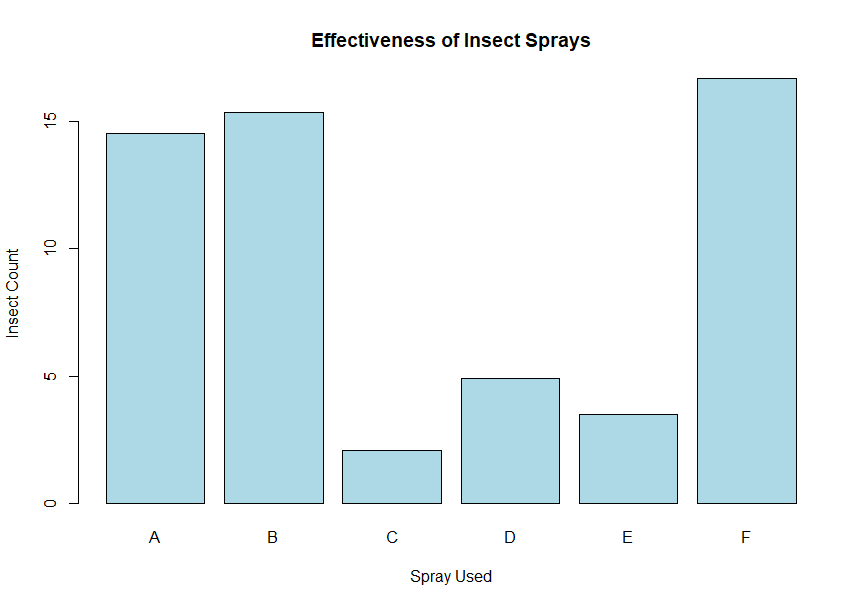 Effectiveness of Insect Sprays
Insect Count
15
10
5
0
A B C D E F
Spray Used